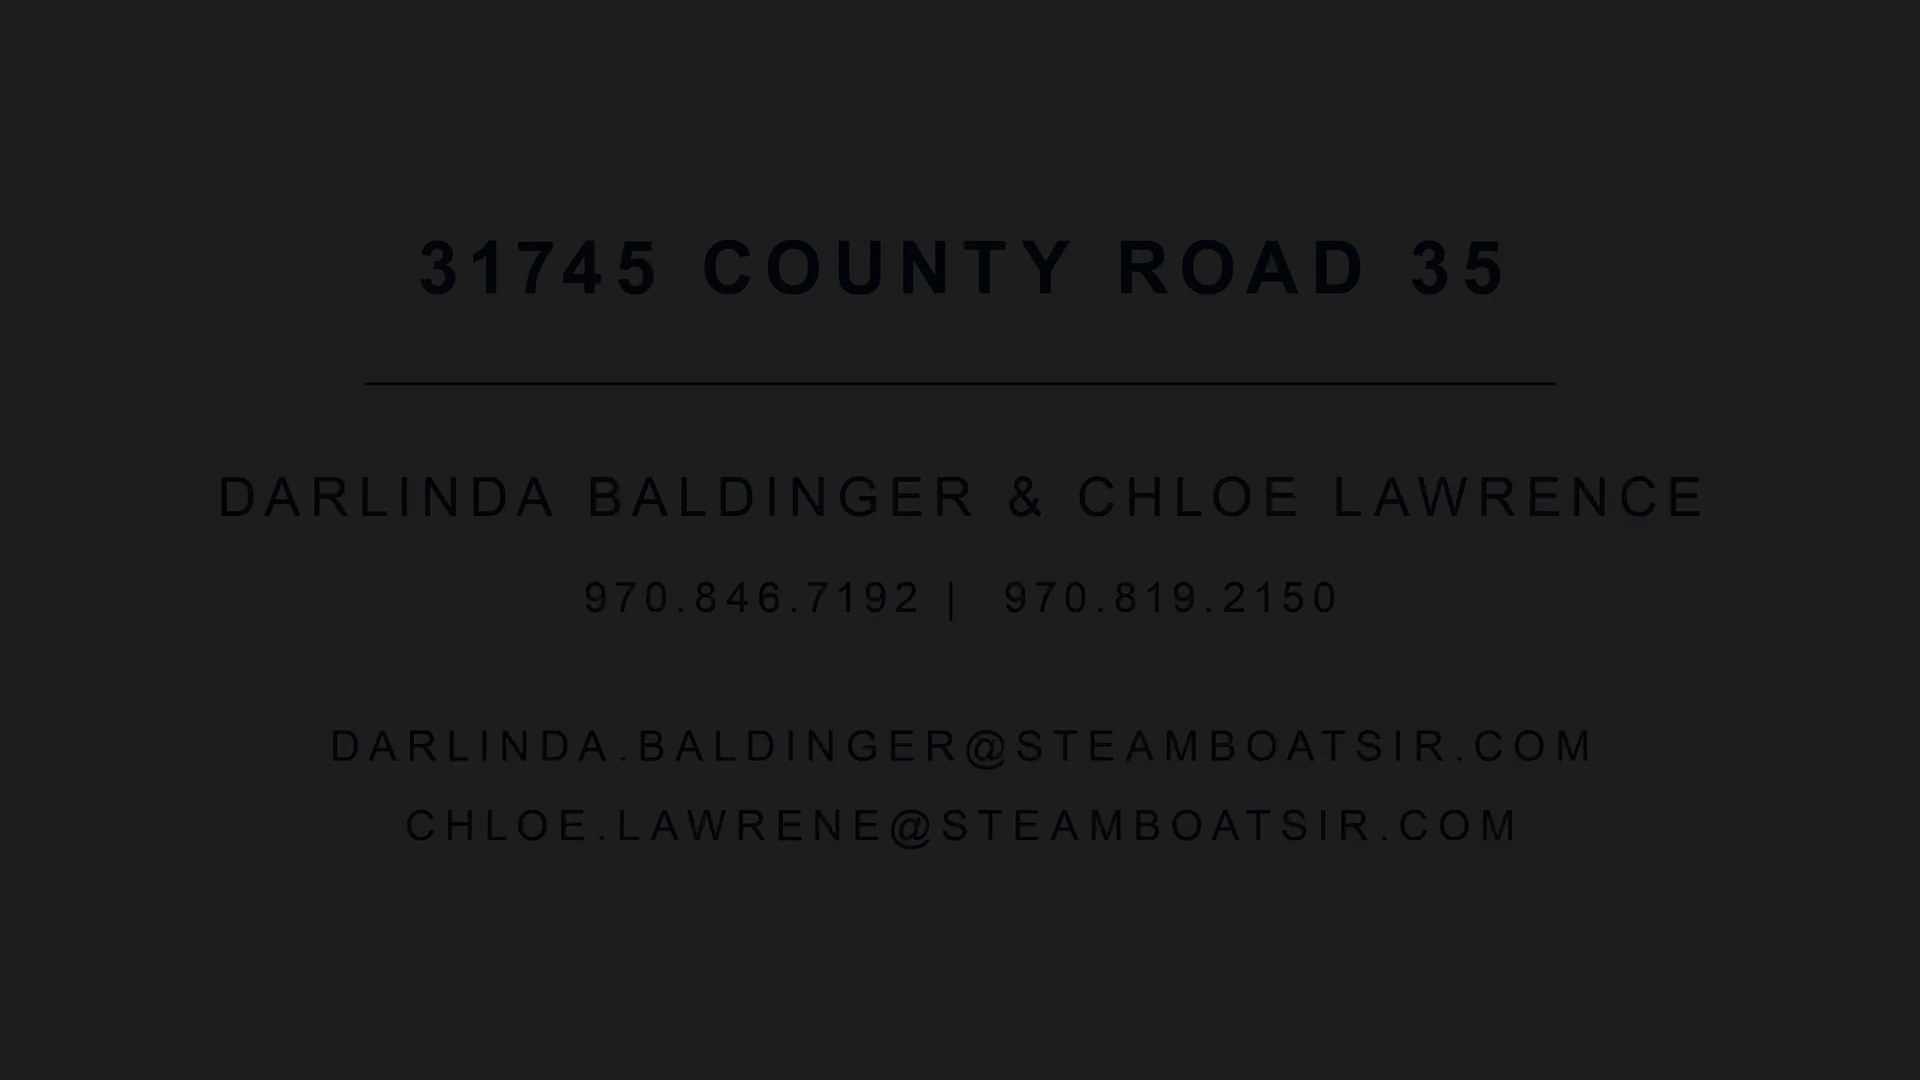 31745 COUNTY ROAD 35
DARLINDA BALDINGER & CHLOE LAWRENCE
970.846.7192 | 970.819.2150
DARLINDA.BALDINGER@STEAMBOATSIR.COM
CHLOE.LAWRENE@STEAMBOATSIR.COM